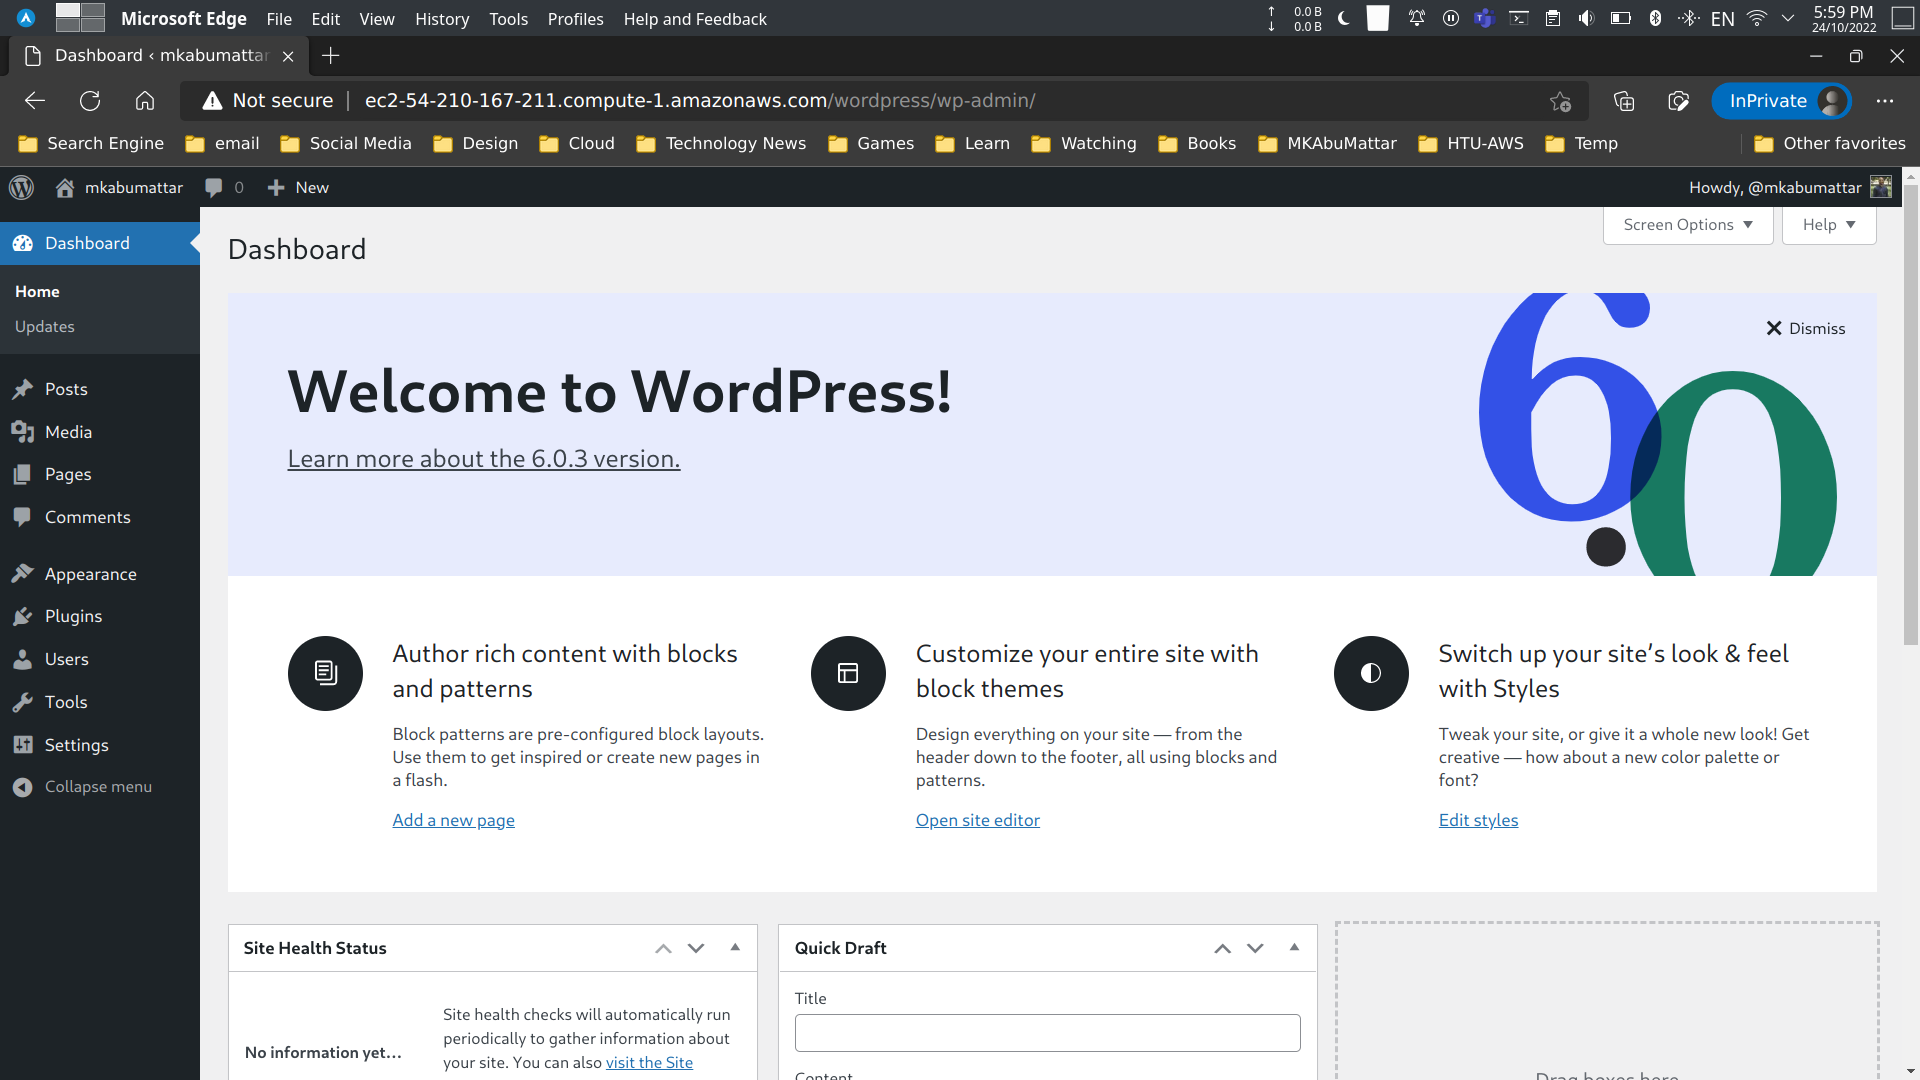 Microsoft Edge File Edit View History Tools Profiles Help and Feedback
0.0 B
0.0 B
EN
5:59 PM
24/10/2022
Dashboard ‹ mkabumattar
Not secure | ec2-54-210-167-211.compute-1.amazonaws.com/wordpress/wp-admin/
InPrivate
Search Engine email Social Media Design Cloud Technology News Games Learn Watching Books MKAbuMattar HTU-AWS Temp Other favorites
mkabumattar 0 New
Howdy, @mkabumattar
Dashboard
Home
Updates
Posts
Media
Pages
Comments
Appearance
Plugins
Users
Tools
Settings
Collapse menu
Screen Options
Help
Dashboard
Dismiss
6.0
Welcome to WordPress!
Learn more about the 6.0.3 version.
Author rich content with blocks
and patterns
Block patterns are pre-configured block layouts.
Use them to get inspired or create new pages in
a flash.
Add a new page
Customize your entire site with
block themes
Design everything on your site — from the
header down to the footer, all using blocks and
patterns.
Open site editor
Switch up your site’s look & feel
with Styles
Tweak your site, or give it a whole new look! Get
creative — how about a new color palette or
font?
Edit styles
Site Health Status
No information yet…
Site health checks will automatically run
periodically to gather information about
your site. You can also visit the Site
Quick Draft
Title
Content
Drag boxes here